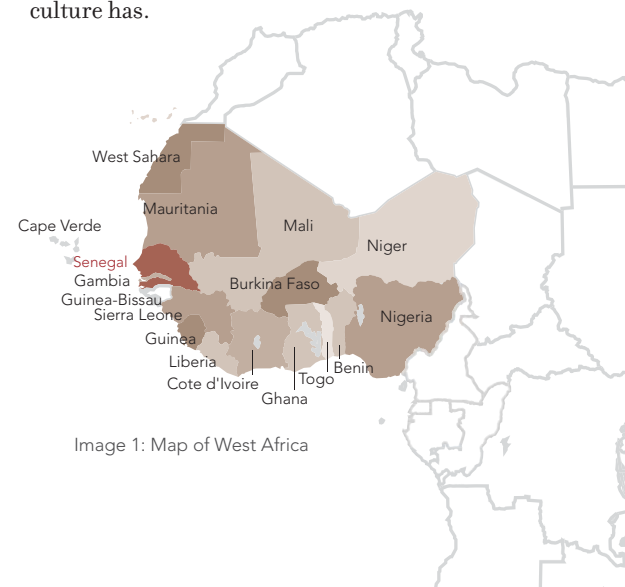 culture has.
West Sahara
Mauritania
Cape Verde
Mali
Niger
Senegal
Gambia
Burkina Faso
Guinea-Bissau
Sierra Leone
Nigeria
Guinea
Liberia
Benin
Togo
Cote d'Ivoire
Ghana
Image 1: Map of West Africa